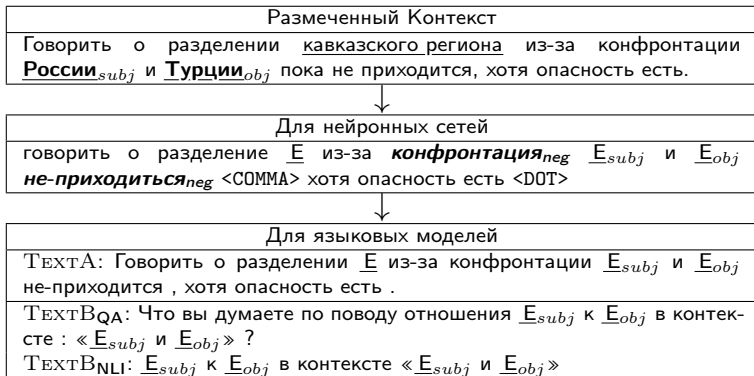 Размеченный Контекст
Говорить о разделении кавказского региона из-за конфронтации
России_subj и Турции_obj пока не приходится, хотя опасность есть.
Для нейронных сетей
говорить о разделение E из-за конфронтация_neg E_subj и E_obj
не-приходиться_neg <COMMA> хотя опасность есть <DOT>
Для языковых моделей
TEXTA: Говорить о разделении E из-за конфронтации E_subj и E_obj
не-приходится , хотя опасность есть .
TEXTB_QA: Что вы думаете по поводу отношения E_subj к E_obj в контек-
сте : « E_subj и E_obj » ?
TEXTB_NLI: E_subj к E_obj в контексте « E_subj и E_obj »